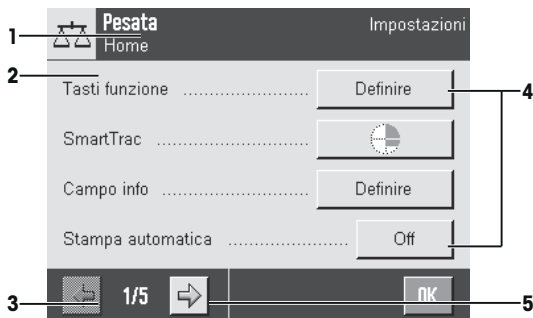 Pesata
Impostazioni
1
Home
2
Tasti funzione ........................ Definire
4
SmartTrac ............................
Campo info ............................ Definire
Stampa automatica ...................... Off
3
1/5
OK
5